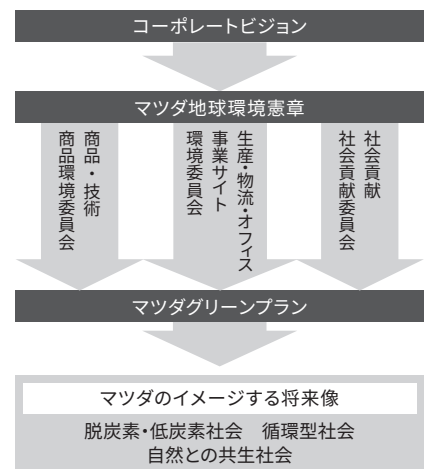 コーポレートビジョン
マツダ地球環境憲章
商品・技術
商品環境委員会
生産・物流・オフィス
事業サイト
環境委員会
社会貢献
社会貢献委員会
マツダグリーンプラン
マツダのイメージする将来像
脱炭素・低炭素社会　循環型社会
自然との共生社会